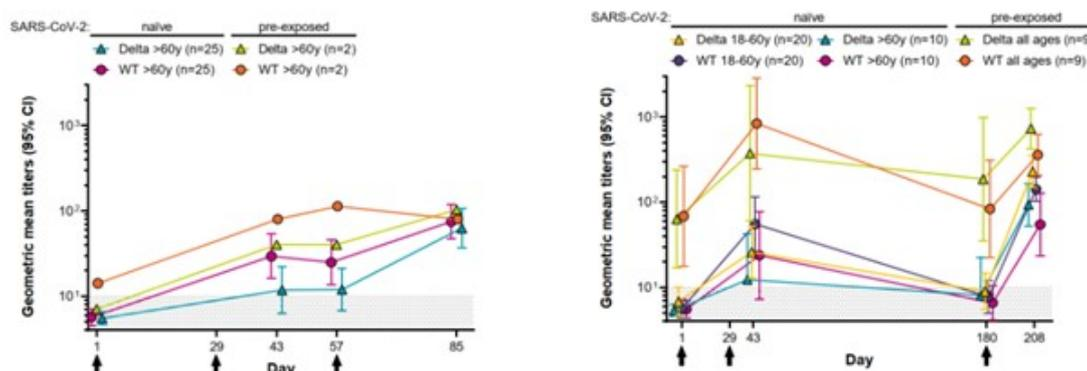 SARS-CoV-2: naïve pre-exposed
Delta >60y (n=25) Delta >60y (n=2)
WT >60y (n=25) WT >60y (n=2)
Geometric mean titers (95% CI)
10³
10²
10¹
1 29 43 57 85
Day
SARS-CoV-2: naïve pre-exposed
Delta 18-60y (n=20) Delta >60y (n=10) Delta all ages (n=9
WT 18-60y (n=20) WT >60y (n=10) WT all ages (n=9)
Geometric mean titers (95% CI)
10³
10²
10¹
1 29 43 180 208
Day